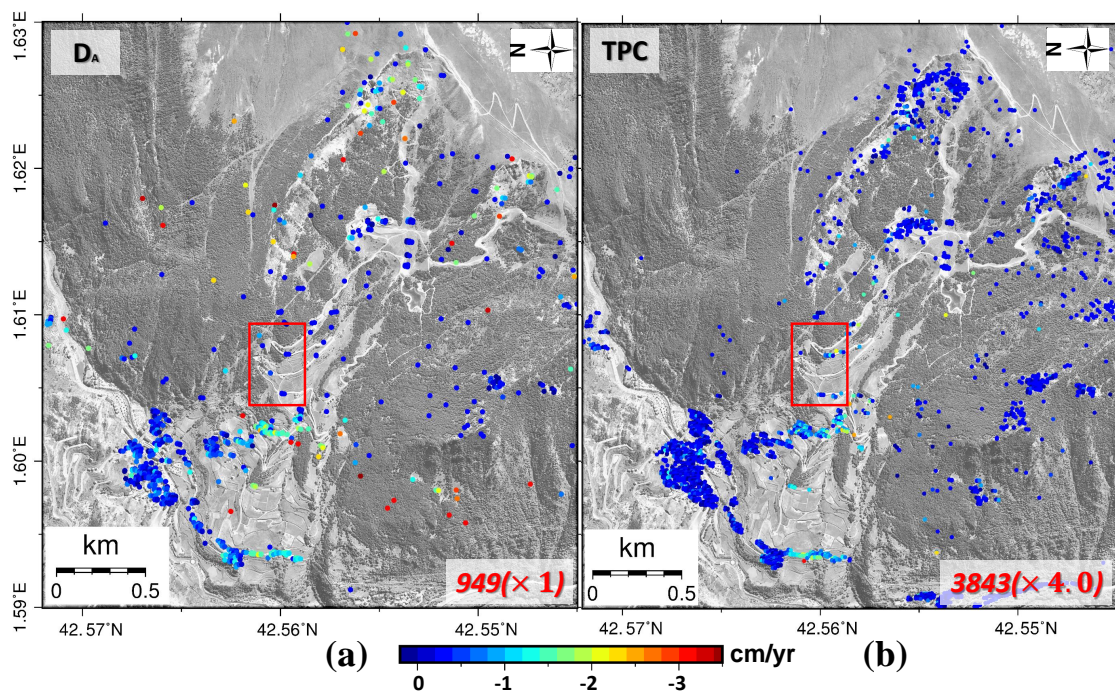 1.63°E
1.62°E
1.61°E
1.60°E
1.59°E
DA
N
TPC
N
km
0 0.5
949(× 1)
km
0 0.5
3843(× 4.0)
42.57°N 42.56°N 42.55°N 42.57°N 42.56°N 42.55°N
(a) cm/yr (b)
0 -1 -2 -3